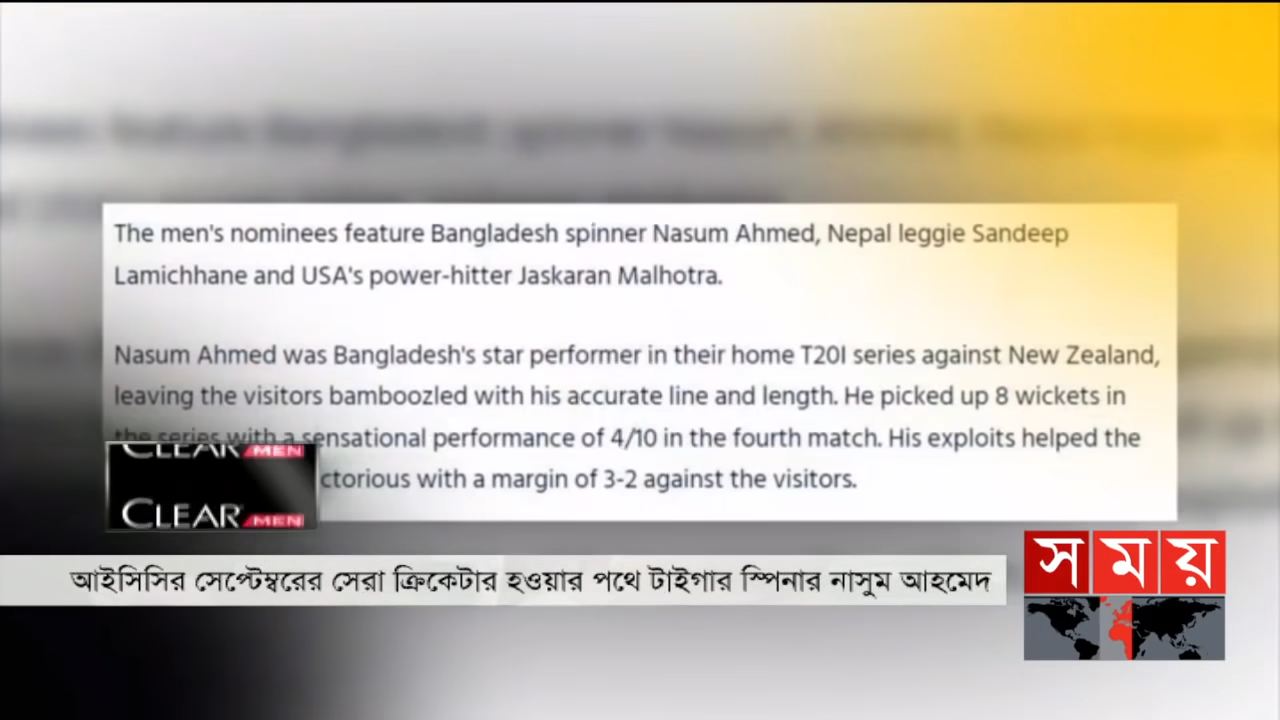 The men's nominees feature Bangladesh spinner Nasum Ahmed, Nepal leggie Sandeep
Lamichhane and USA's power-hitter Jaskaran Malhotra.
Nasum Ahmed was Bangladesh's star performer in their home T20I series against New Zealand,
leaving the visitors bamboozled with his accurate line and length. He picked up 8 wickets in
the series with a sensational performance of 4/10 in the fourth match. His exploits helped the
ctorious with a margin of 3-2 against the visitors.
CLEAR MEN
CLEAR MEN
আইসিসির সেপ্টেম্বরের সেরা ক্রিকেটার হওয়ার পথে টাইগার স্পিনার নাসুম আহমেদ
সময়